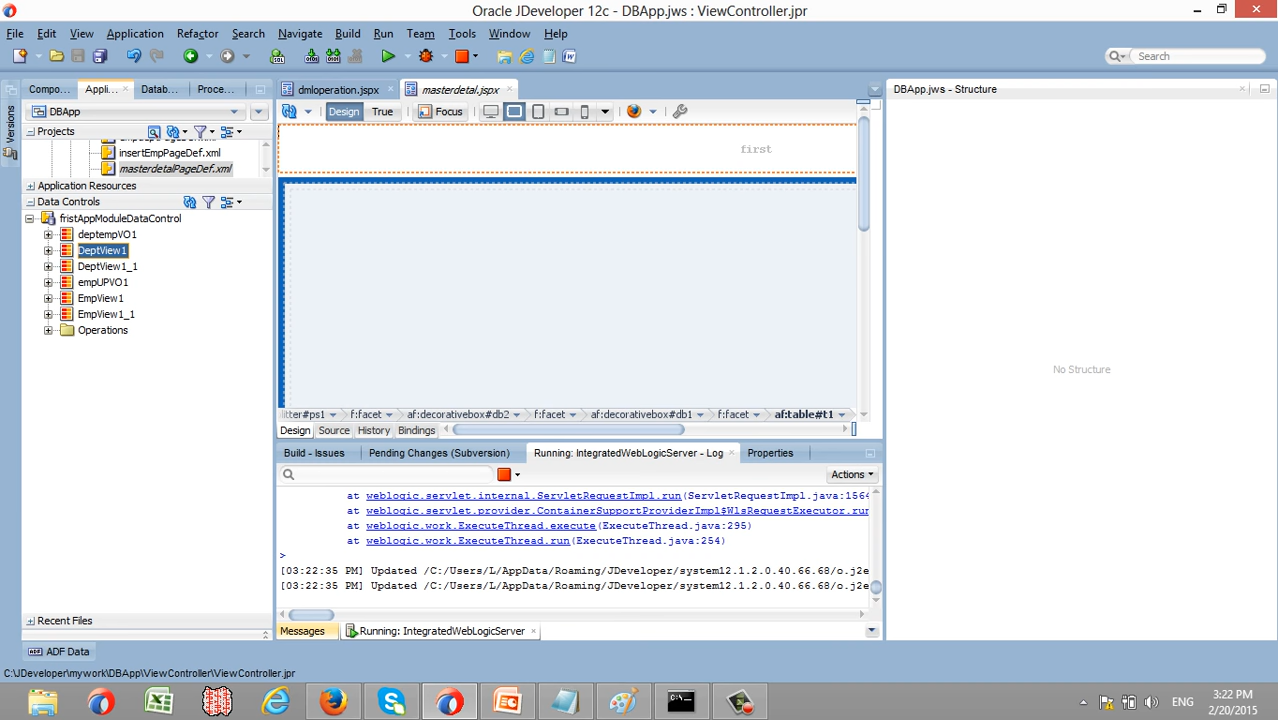 Oracle JDeveloper 12c - DBApp.jws : ViewController.jpr
File Edit View Application Refactor Search Navigate Build Run Team Tools Window Help
Search
Compo... Appli... Datab... Proce...
dmloperation.jspx masterdetal.jspx
DBApp.jws - Structure
Versions
DBApp
Design True Focus
Projects
insertEmpPageDef.xml
masterdetalPageDef.xml
first
Application Resources
Data Controls
fristAppModuleDataControl
deptempVO1
DeptView1
DeptView1_1
empUPVO1
EmpView1
EmpView1_1
Operations
No Structure
litter#ps1 f:facet af:decorativebox#db2 f:facet af:decorativebox#db1 f:facet af:table#t1
Design Source History Bindings
Build - Issues Pending Changes (Subversion) Running: IntegratedWebLogicServer - Log Properties
Actions
at weblogic.servlet.internal.ServletRequestImpl.run(ServletRequestImpl.java:1564
at weblogic.servlet.provider.ContainerSupportProviderImpl$WlsRequestExecutor.run
at weblogic.work.ExecuteThread.execute(ExecuteThread.java:295)
at weblogic.work.ExecuteThread.run(ExecuteThread.java:254)
>
[03:22:35 PM] Updated /C:/Users/L/AppData/Roaming/JDeveloper/system12.1.2.0.40.66.68/o.j2e
[03:22:35 PM] Updated /C:/Users/L/AppData/Roaming/JDeveloper/system12.1.2.0.40.66.68/o.j2e
Recent Files
Messages Running: IntegratedWebLogicServer
ADF Data
C:\JDeveloper\mywork\DBApp\ViewController\ViewController.jpr
ENG
3:22 PM
2/20/2015